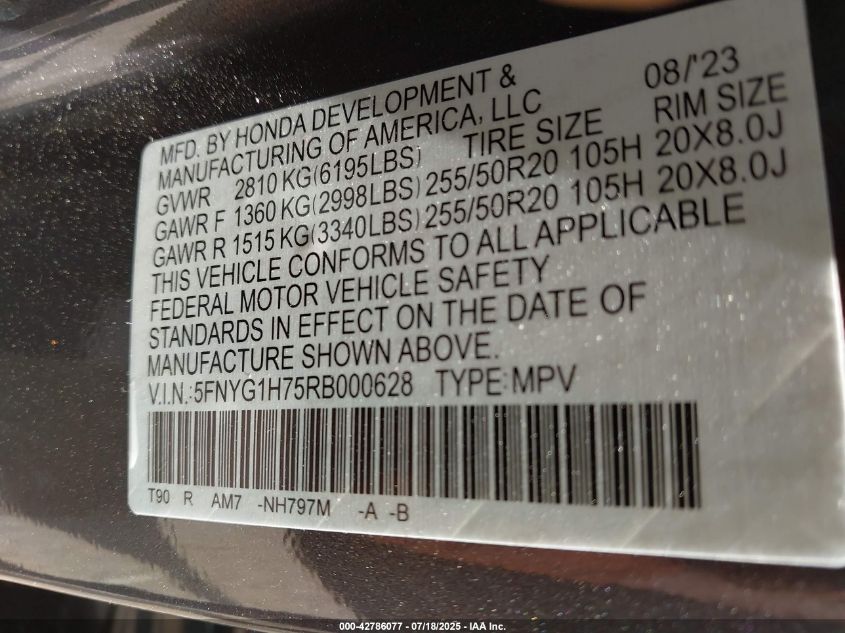 MFD. BY HONDA DEVELOPMENT & 08/'23
MANUFACTURING OF AMERICA, LLC
GVWR 2810 KG(6195LBS) TIRE SIZE RIM SIZE
GAWR F 1360 KG(2998LBS) 255/50R20 105H 20X8.0J
GAWR R 1515 KG(3340LBS) 255/50R20 105H 20X8.0J
THIS VEHICLE CONFORMS TO ALL APPLICABLE
FEDERAL MOTOR VEHICLE SAFETY
STANDARDS IN EFFECT ON THE DATE OF
MANUFACTURE SHOWN ABOVE.
V.I.N.:5FNYG1H75RB000628 TYPE:MPV
T90 R AM7 -NH797M -A -B
000-42786077 - 07/18/2025 - IAA Inc.